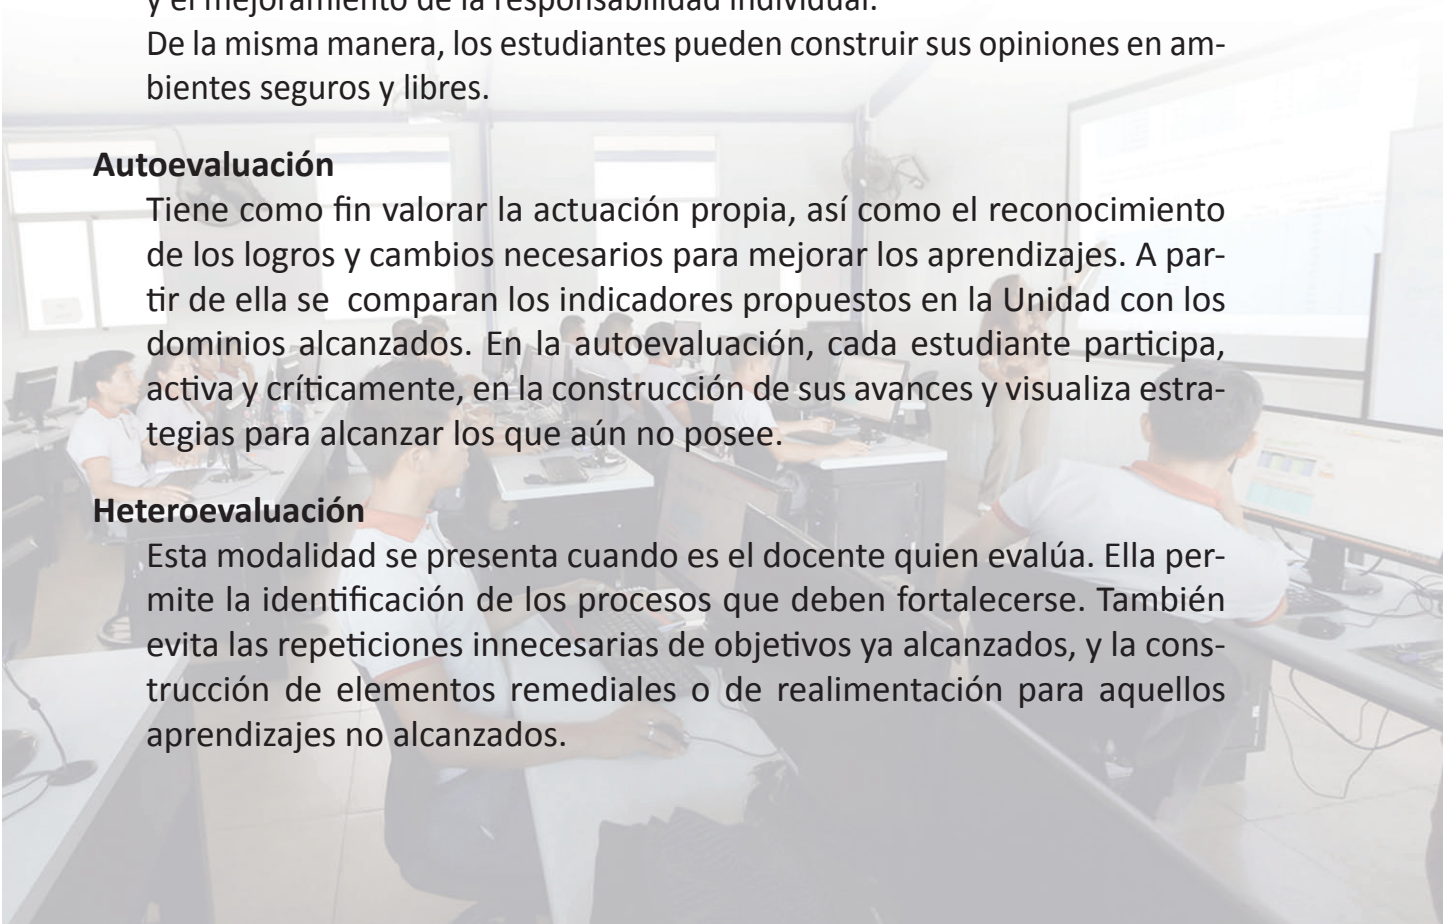 y el mejoramiento de la responsabilidad individual.
De la misma manera, los estudiantes pueden construir sus opiniones en am-
bientes seguros y libres.
Autoevaluación
Tiene como fin valorar la actuación propia, así como el reconocimiento
de los logros y cambios necesarios para mejorar los aprendizajes. A par-
tir de ella se  comparan los indicadores propuestos en la Unidad con los
dominios alcanzados. En la autoevaluación, cada estudiante participa,
activa y críticamente, en la construcción de sus avances y visualiza estra-
tegias para alcanzar los que aún no posee.
Heteroevaluación
Esta modalidad se presenta cuando es el docente quien evalúa. Ella per-
mite la identificación de los procesos que deben fortalecerse. También
evita las repeticiones innecesarias de objetivos ya alcanzados, y la cons-
trucción de elementos remediales o de realimentación para aquellos
aprendizajes no alcanzados.